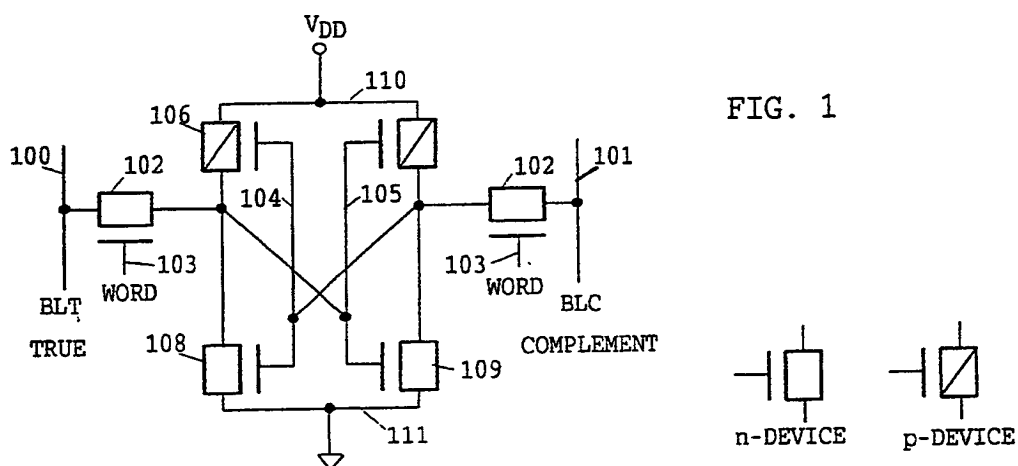 VDD
110
106
FIG. 1
100
102
104
105
102
101
103
WORD
103
WORD
BLT
TRUE
BLC
COMPLEMENT
108
109
111
n-DEVICE
p-DEVICE